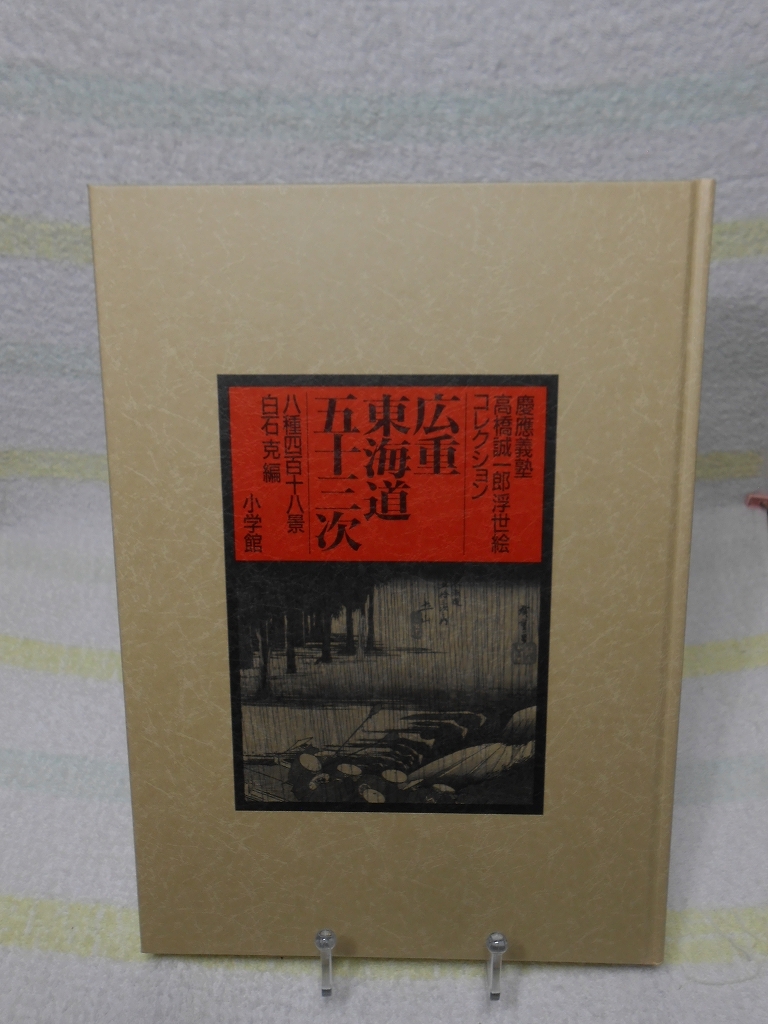 慶應義塾
高橋誠一郎浮世絵
コレクション
広重
東海道
五十三次
八種四百十八景
白石克編
小学館